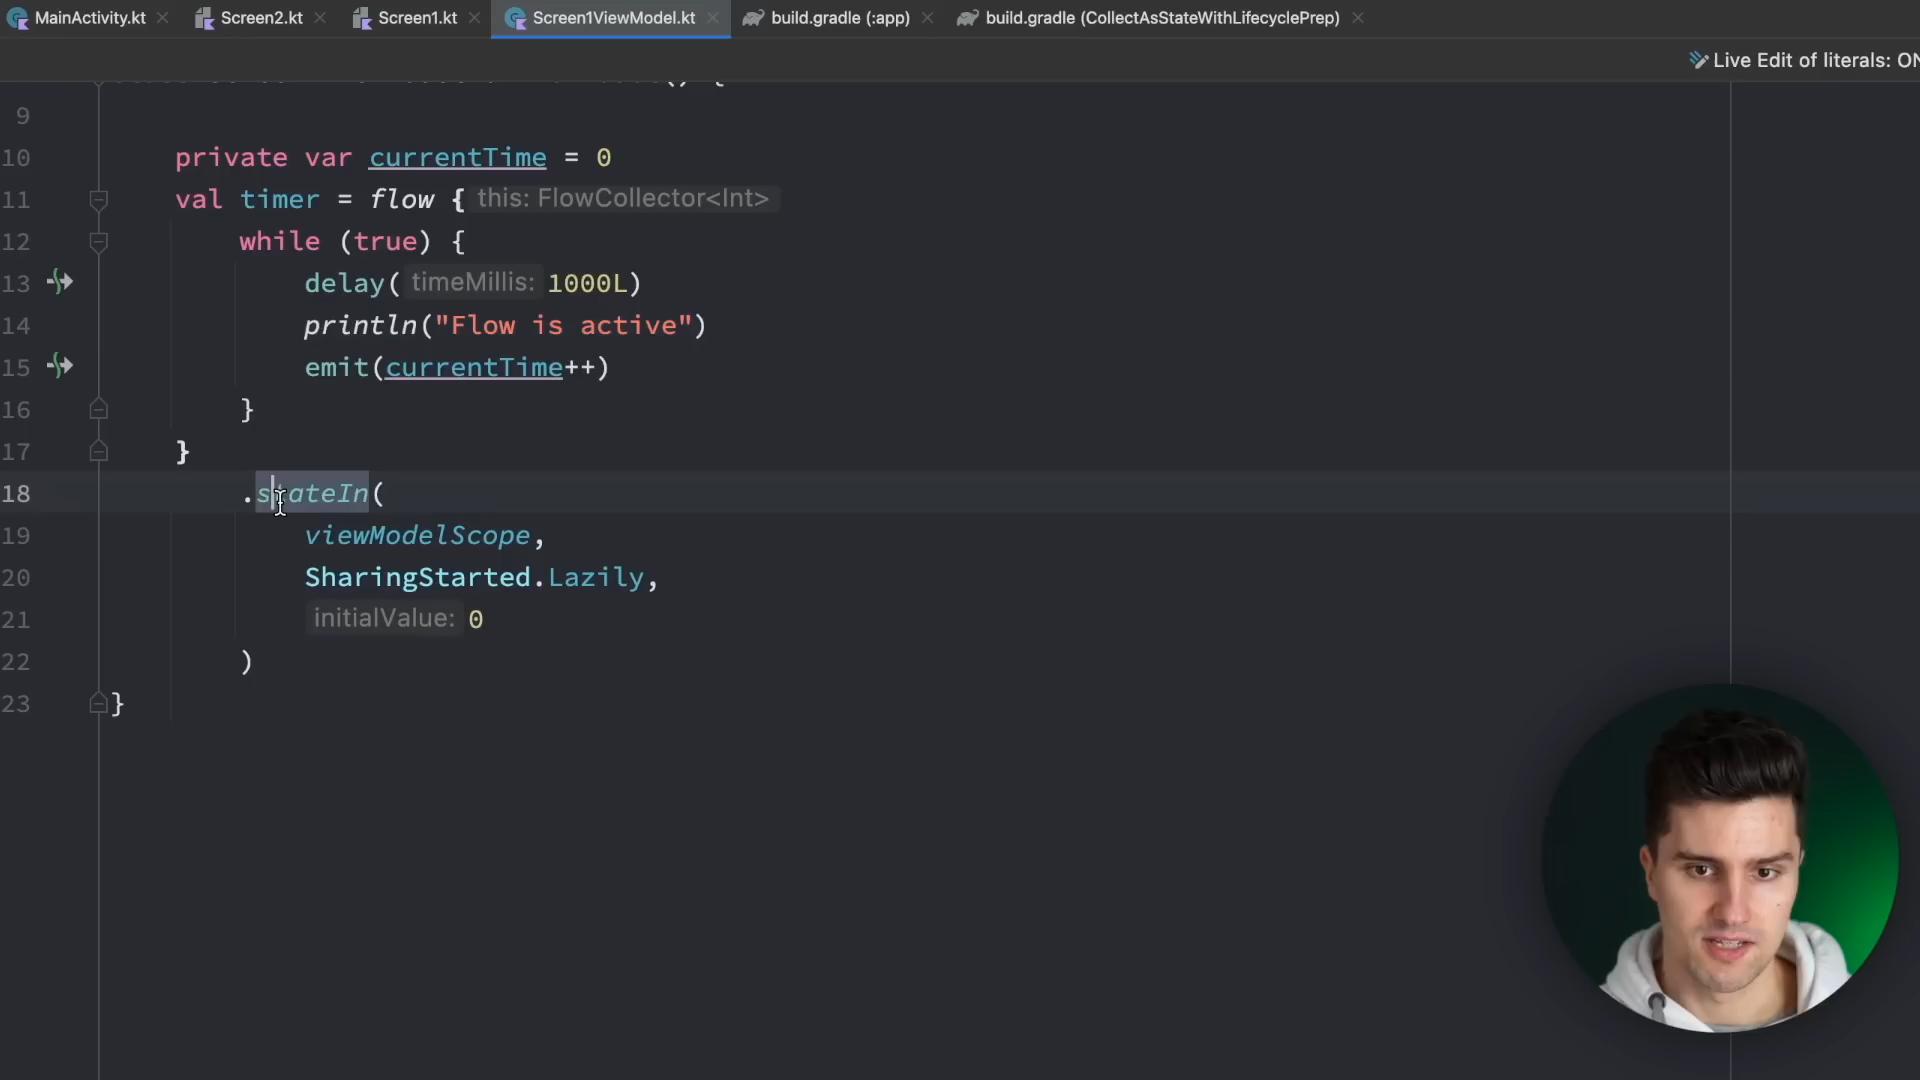 MainActivity.kt Screen2.kt Screen1.kt Screen1ViewModel.kt build.gradle (:app) build.gradle (CollectAsStateWithLifecyclePrep)
Live Edit of literals: ON
9
10 private var currentTime = 0
11 val timer = flow { this: FlowCollector<Int>
12 while (true) {
13 delay( timeMillis: 1000L)
14 println("Flow is active")
15 emit(currentTime++)
16 }
17 }
18 .stateIn(
19 viewModelScope,
20 SharingStarted.Lazily,
21 initialValue: 0
22 )
23 }